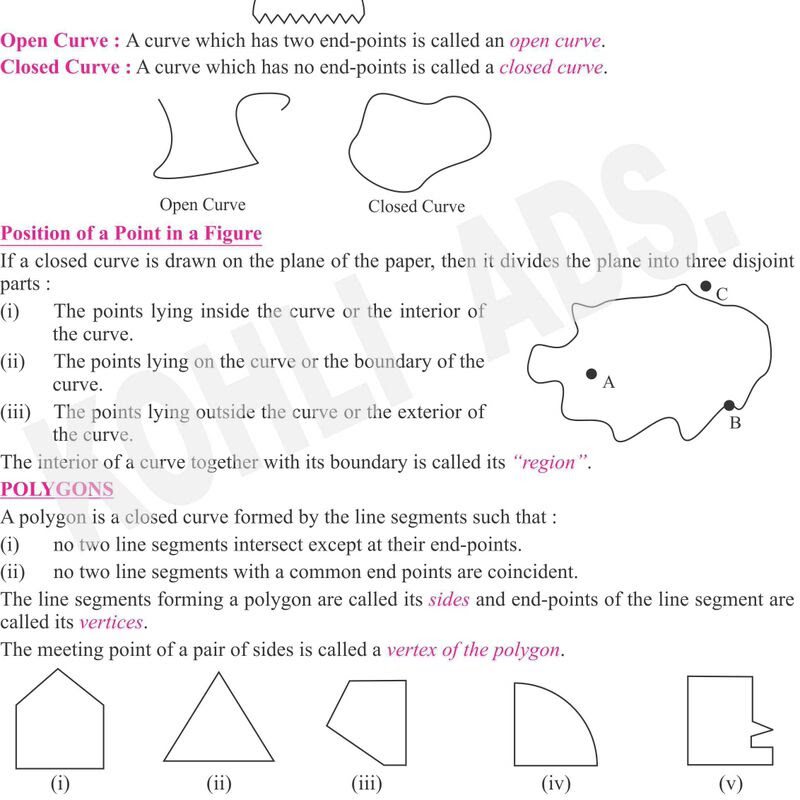 Open Curve : A curve which has two end-points is called an open curve.
Closed Curve : A curve which has no end-points is called a closed curve.
Open Curve
Closed Curve
Position of a Point in a Figure
If a closed curve is drawn on the plane of the paper, then it divides the plane into three disjoint
parts :
(i) The points lying inside the curve or the interior of
the curve.
(ii) The points lying on the curve or the boundary of the
curve.
(iii) The points lying outside the curve or the exterior of
the curve.
C
A
B
The interior of a curve together with its boundary is called its “region”.
POLYGONS
A polygon is a closed curve formed by the line segments such that :
(i) no two line segments intersect except at their end-points.
(ii) no two line segments with a common end points are coincident.
The line segments forming a polygon are called its sides and end-points of the line segment are
called its vertices.
The meeting point of a pair of sides is called a vertex of the polygon.
(i)
(ii)
(iii)
(iv)
(v)
KOHLI ADS.